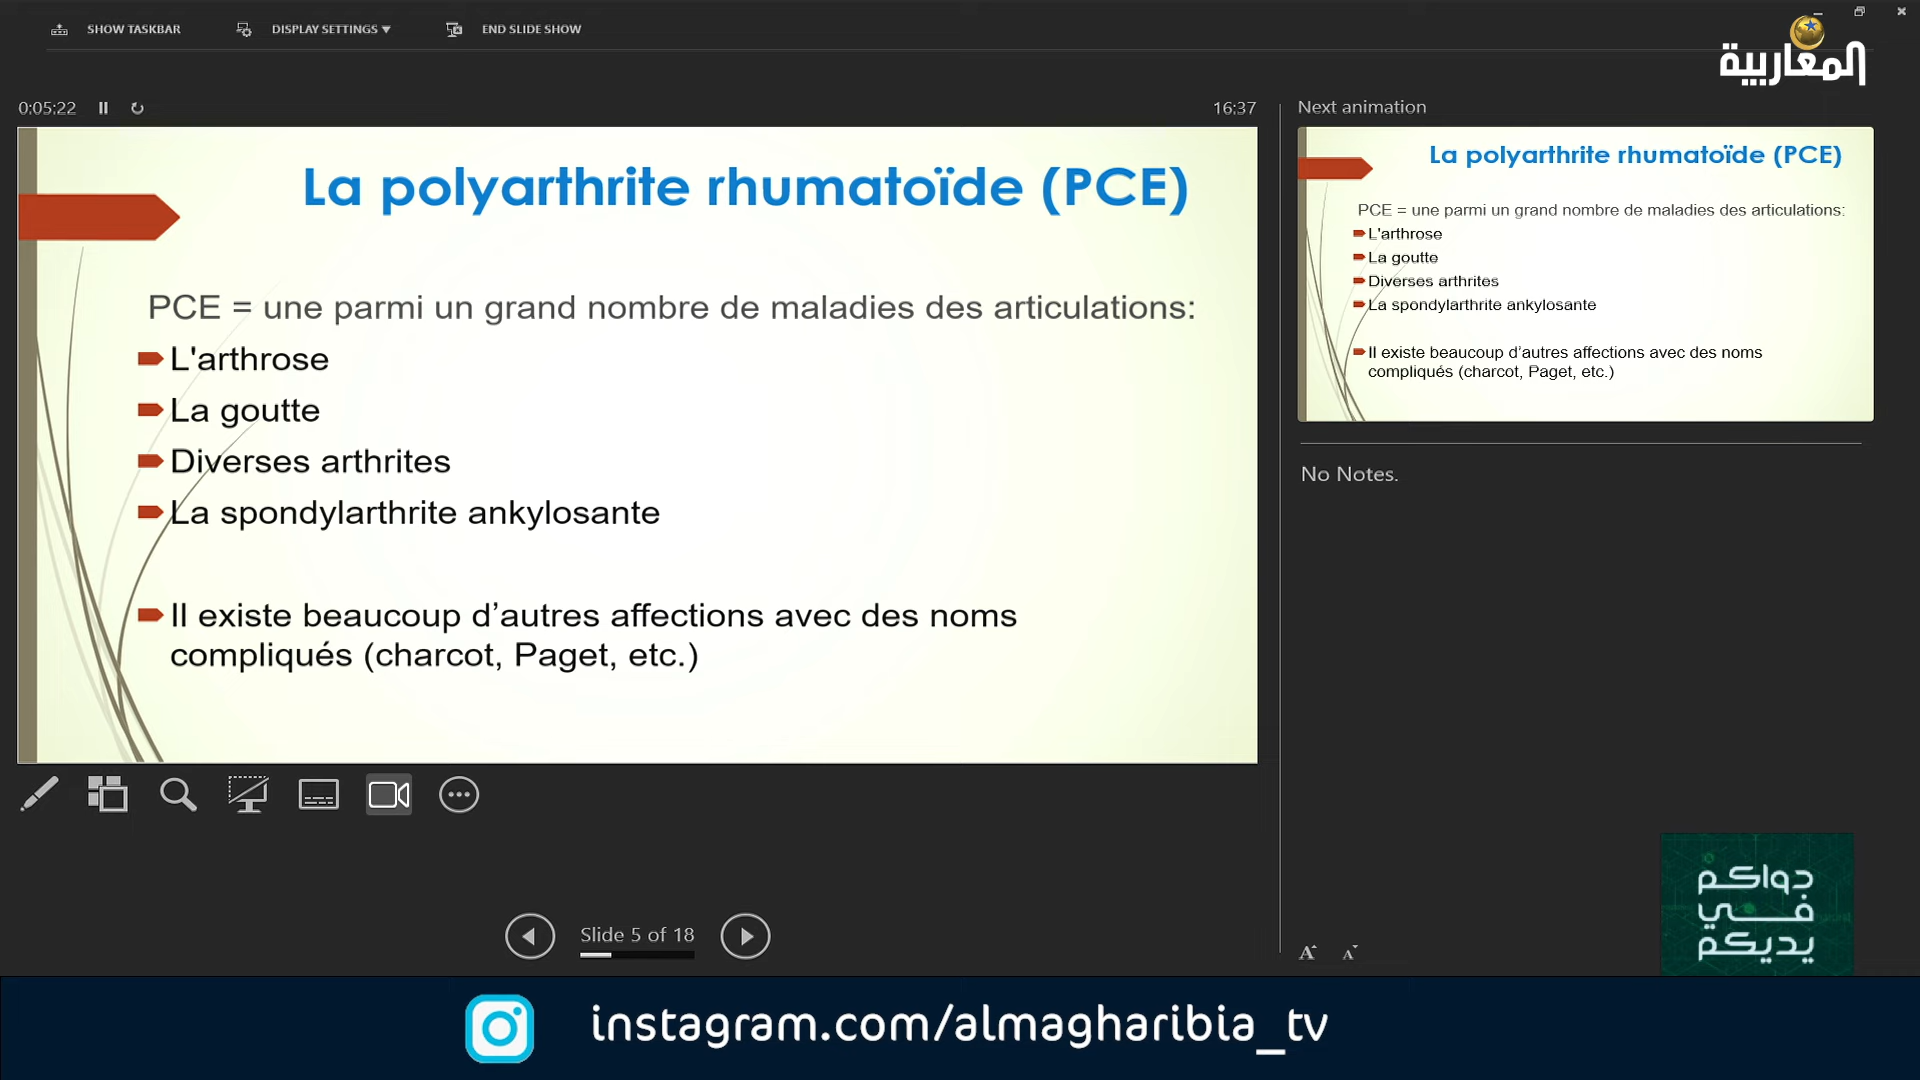 SHOW TASKBAR
DISPLAY SETTINGS
END SLIDE SHOW
المغاربية
0:05:22
16:37
Next animation
La polyarthrite rhumatoïde (PCE)
PCE = une parmi un grand nombre de maladies des articulations:
L'arthrose
La goutte
Diverses arthrites
La spondylarthrite ankylosante
Il existe beaucoup d’autres affections avec des noms
compliqués (charcot, Paget, etc.)
La polyarthrite rhumatoïde (PCE)
PCE = une parmi un grand nombre de maladies des articulations:
L'arthrose
La goutte
Diverses arthrites
La spondylarthrite ankylosante
Il existe beaucoup d’autres affections avec des noms
compliqués (charcot, Paget, etc.)
No Notes.
Slide 5 of 18
A A
دواكم
في
يديكم
instagram.com/almagharibia_tv